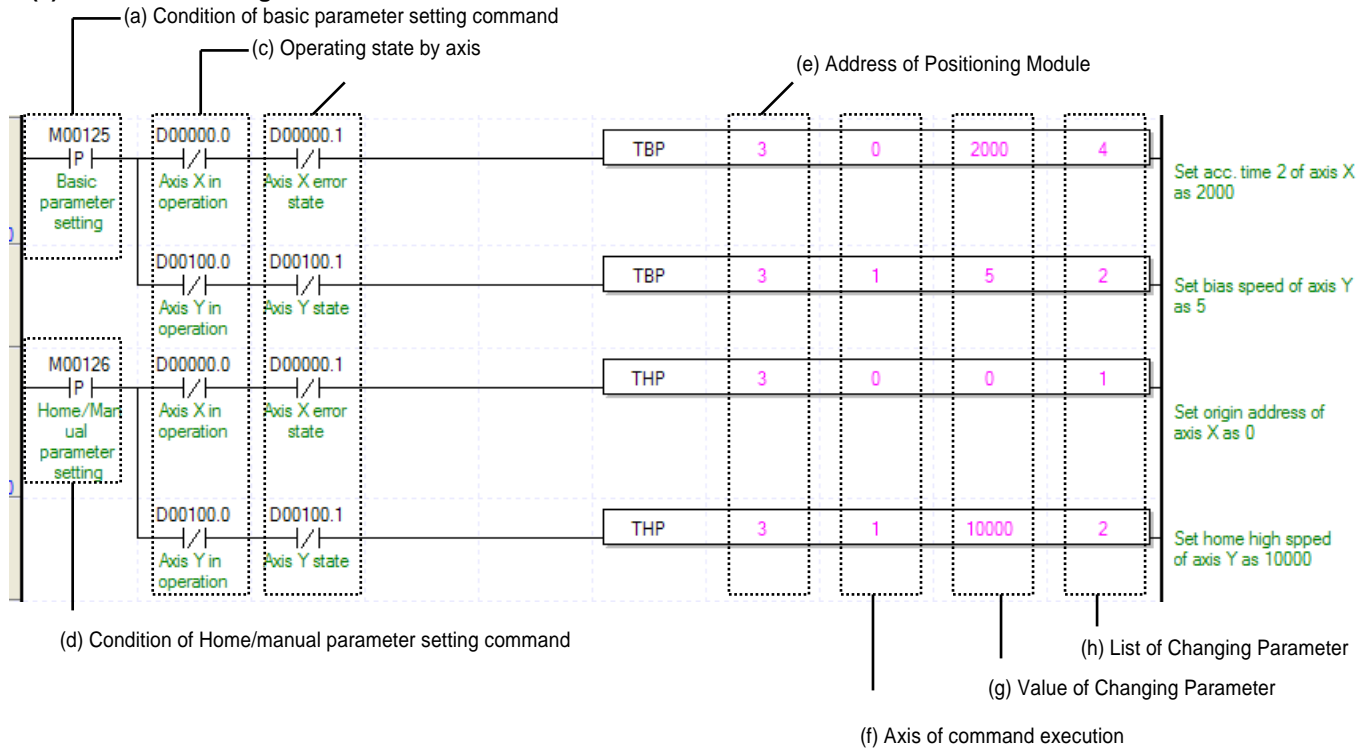 (a) Condition of basic parameter setting command
(c) Operating state by axis
(e) Address of Positioning Module
M00125
P
Basic
parameter
setting
D00000.0
Axis X in
operation
D00000.1
Axis X error
state
TBP 3 0 2000 4
Set acc. time 2 of axis X
as 2000
D00100.0
Axis Y in
operation
D00100.1
Axis Y state
TBP 3 1 5 2
Set bias speed of axis Y
as 5
M00126
P
Home/Man
ual
parameter
setting
D00000.0
Axis X in
operation
D00000.1
Axis X error
state
THP 3 0 0 1
Set origin address of
axis X as 0
D00100.0
Axis Y in
operation
D00100.1
Axis Y state
THP 3 1 10000 2
Set home high spped
of axis Y as 10000
(d) Condition of Home/manual parameter setting command
(h) List of Changing Parameter
(g) Value of Changing Parameter
(f) Axis of command execution